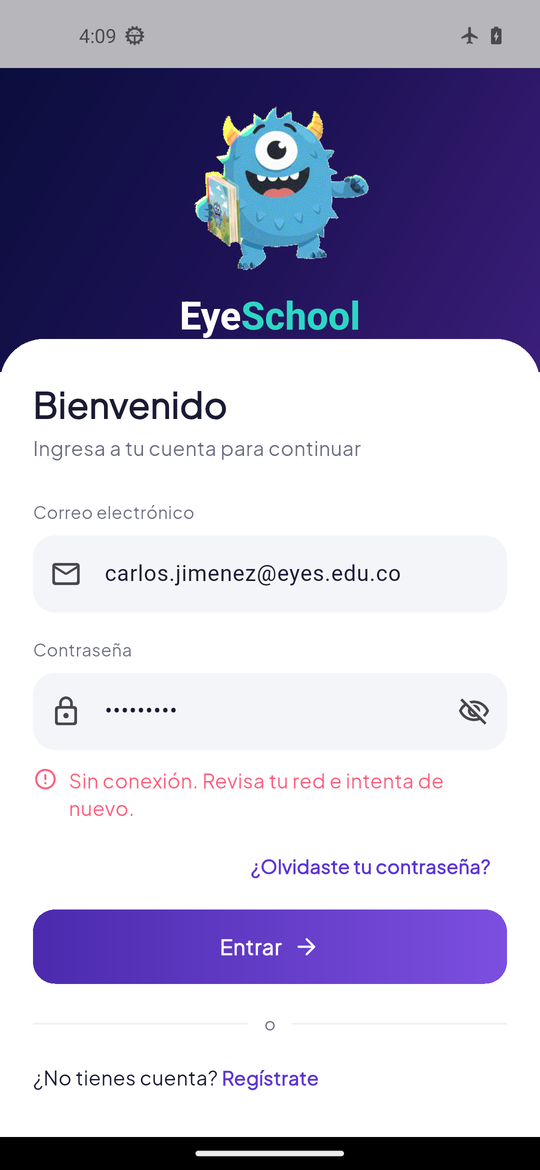 4:09
EyeSchool
Bienvenido
Ingresa a tu cuenta para continuar
Correo electrónico
carlos.jimenez@eyes.edu.co
Contraseña
•••••••••
Sin conexión. Revisa tu red e intenta de
nuevo.
¿Olvidaste tu contraseña?
Entrar →
o
¿No tienes cuenta? Regístrate